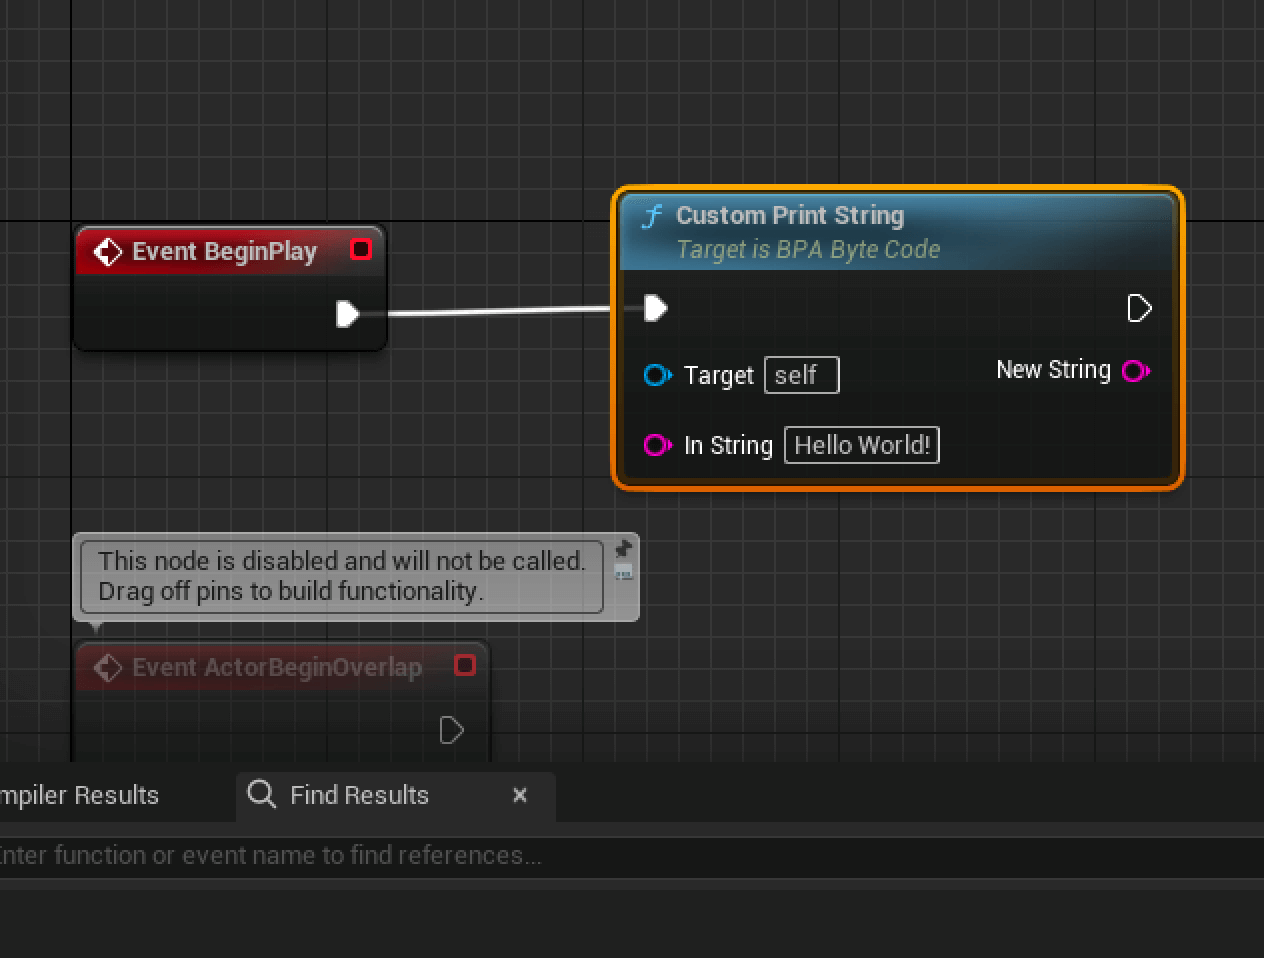 Event BeginPlay
Custom Print String
Target is BPA Byte Code
Target self
New String
In String Hello World!
This node is disabled and will not be called.
Drag off pins to build functionality.
Event ActorBeginOverlap
mpiler Results
Find Results
Enter function or event name to find references...